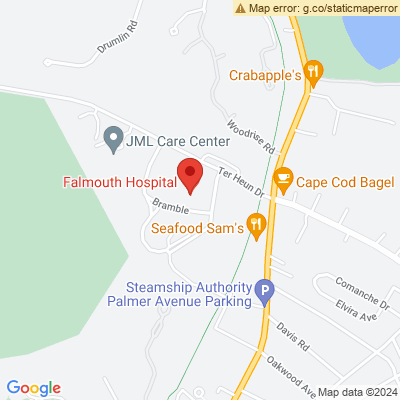 Map error: g.co/staticmaperror
Drumlin Rd
Crabapple's
Woodrise Rd
JML Care Center
Ter Heun Dr
Falmouth Hospital
Cape Cod Bagel
Bramble
Seafood Sam's
Steamship Authority
Palmer Avenue Parking
P
Comanche Dr
Elvira Ave
Davis Rd
Oakwood Ave
Google
Map data ©2024